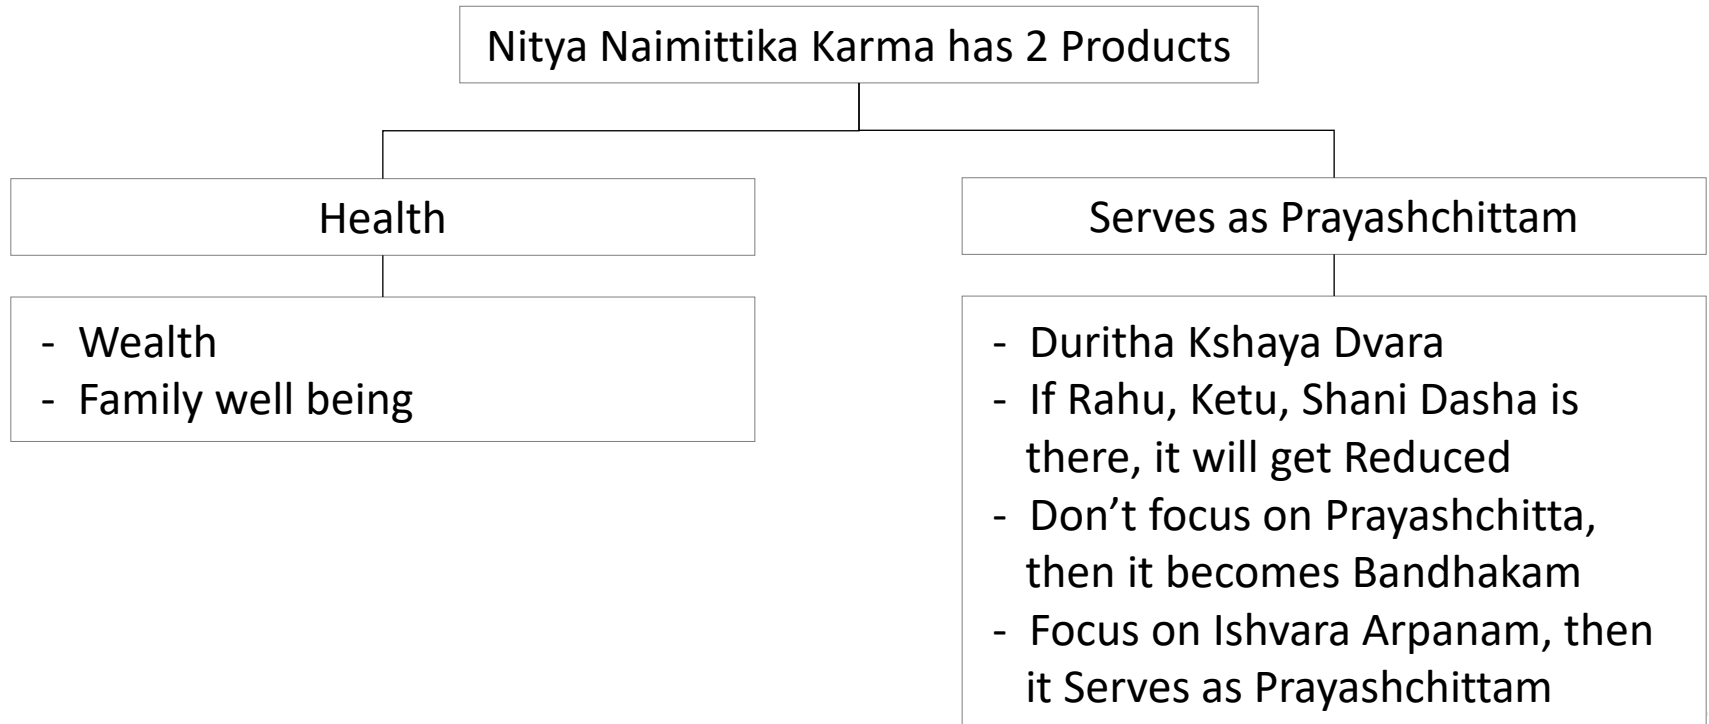 Nitya Naimittika Karma has 2 Products
Health
- Wealth
- Family well being
Serves as Prayashchittam
- Duritha Kshaya Dvara
- If Rahu, Ketu, Shani Dasha is
there, it will get Reduced
- Don’t focus on Prayashchitta,
then it becomes Bandhakam
- Focus on Ishvara Arpanam, then
it Serves as Prayashchittam